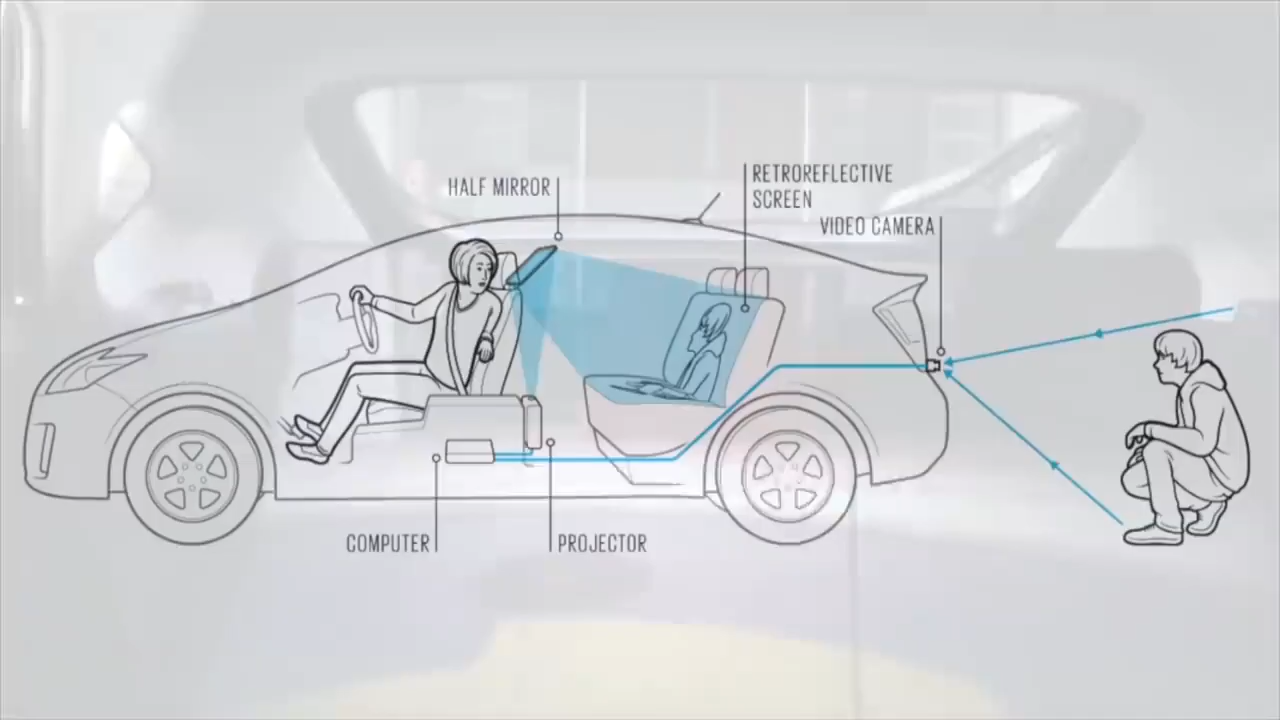 HALF MIRROR
RETROREFLECTIVE
SCREEN
VIDEO CAMERA
COMPUTER
PROJECTOR